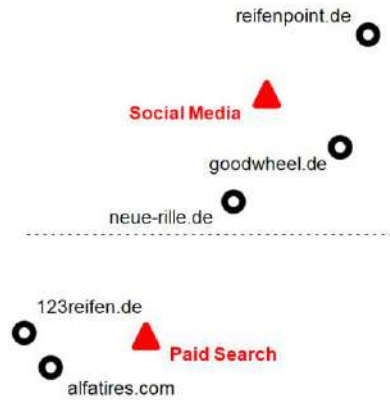 reifenpoint.de
Social Media
goodwheel.de
neue-rille.de
123reifen.de
Paid Search
alfatires.com